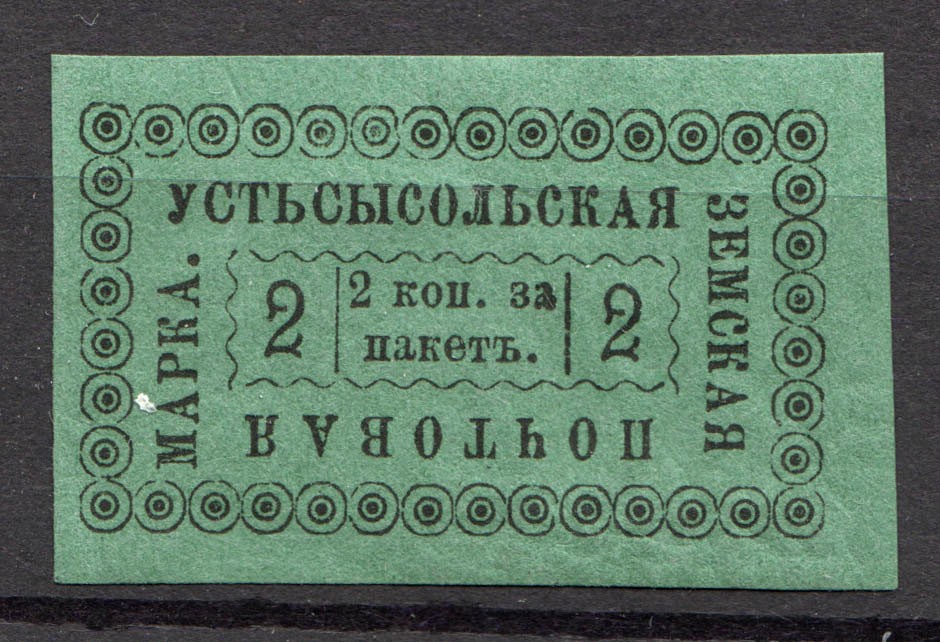 УСТЬСЫСОЛЬСКАЯ
ЗЕМСКАЯ
ПОЧТОВАЯ
МАРКА.
2
2 коп. за
пакетъ.
2